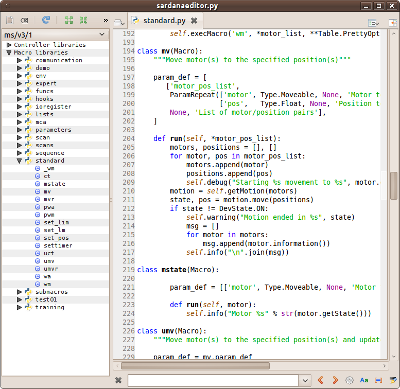 sardanaeditor.py
ms/v3/1
standard.py
Controller libraries
Macro libraries
communication
demo
env
expert
funcs
hooks
ioregister
lists
mca
parameters
scan
scans
sequence
standard
_wm
ct
mstate
mv
mvr
pwa
pwm
set_lim
set_lm
set_pos
settimer
uct
umv
umvr
wa
wm
submacros
test01
training
192 self.execMacro('wm', *motor_list, **Table.PrettyOpt
193
194 class mv(Macro):
195 """Move motor(s) to the specified position(s)"""
196
197 param_def = [
198 ['motor_pos_list',
199 ParamRepeat(['motor', Type.Moveable, None, 'Motor t
200 ['pos', Type.Float, None, 'Position t
201 None, 'List of motor/position pairs'],
202 ]
203
204 def run(self, *motor_pos_list):
205 motors, positions = [], []
206 for motor, pos in motor_pos_list:
207 motors.append(motor)
208 positions.append(pos)
209 self.debug("Starting %s movement to %s", motor.
210 motion = self.getMotion(motors)
211 state, pos = motion.move(positions)
212 if state != DevState.ON:
213 self.warning("Motion ended in %s", state)
214 msg = []
215 for motor in motors:
216 msg.append(motor.information())
217 self.info("\n".join(msg))
218
219 class mstate(Macro):
220
221 param_def = [['motor', Type.Moveable, None, 'Motor
222
223 def run(self, motor):
224 self.info("Motor %s" % str(motor.getState()))
225
226 class umv(Macro):
227 """Move motor(s) to the specified position(s) and updat
228
229 param_def = mv.param_def